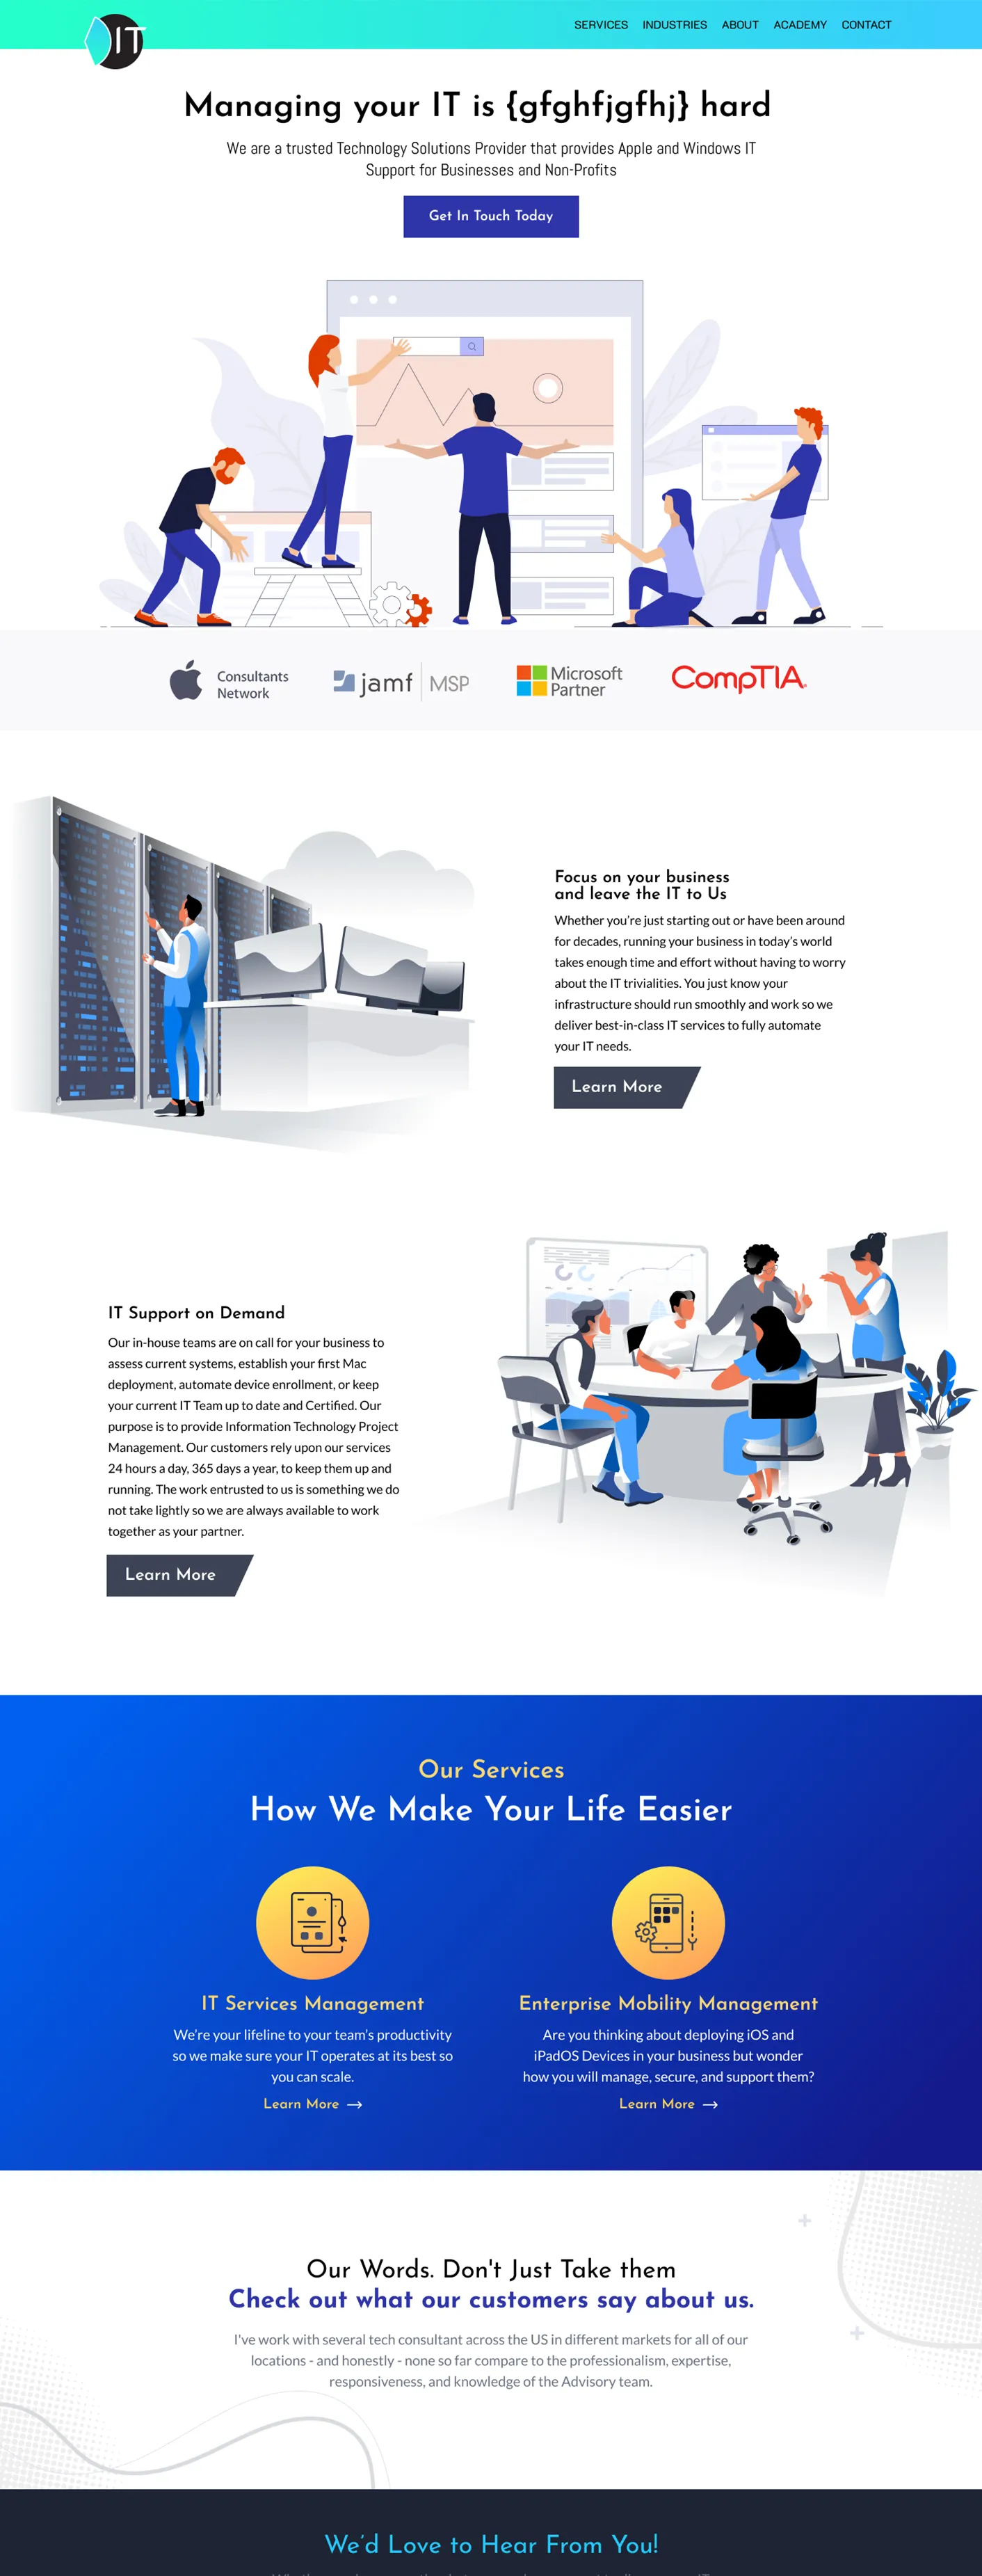 IT
SERVICES INDUSTRIES ABOUT ACADEMY CONTACT
Managing your IT is {gfghfjgfhj} hard
We are a trusted Technology Solutions Provider that provides Apple and Windows IT
Support for Businesses and Non-Profits
Get In Touch Today
Consultants
Network
jamf MSP
Microsoft
Partner
CompTIA.
Focus on your business
and leave the IT to Us
Whether you’re just starting out or have been around
for decades, running your business in today’s world
takes enough time and effort without having to worry
about the IT trivialities. You just know your
infrastructure should run smoothly and work so we
deliver best-in-class IT services to fully automate
your IT needs.
Learn More
IT Support on Demand
Our in-house teams are on call for your business to
assess current systems, establish your first Mac
deployment, automate device enrollment, or keep
your current IT Team up to date and Certified. Our
purpose is to provide Information Technology Project
Management. Our customers rely upon our services
24 hours a day, 365 days a year, to keep them up and
running. The work entrusted to us is something we do
not take lightly so we are always available to work
together as your partner.
Learn More
Our Services
How We Make Your Life Easier
IT Services Management
We’re your lifeline to your team’s productivity
so we make sure your IT operates at its best so
you can scale.
Learn More
Enterprise Mobility Management
Are you thinking about deploying iOS and
iPadOS Devices in your business but wonder
how you will manage, secure, and support them?
Learn More
Our Words. Don't Just Take them
Check out what our customers say about us.
I've work with several tech consultant across the US in different markets for all of our
locations - and honestly - none so far compare to the professionalism, expertise,
responsiveness, and knowledge of the Advisory team.
We’d Love to Hear From You!